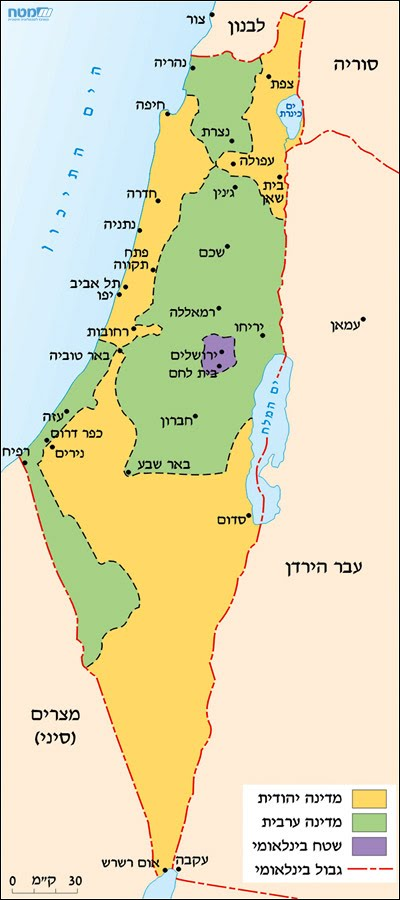 מטח
צור
לבנון
סוריה
נהריה
צפת
הים התיכון
חיפה
ים
כינרת
נצרת
עפולה
בית
שאן
ג'נין
חדרה
נתניה
שכם
פתח
תקווה
תל אביב
יפו
רמאללה
עמאן
רחובות
יריחו
באר טוביה
ירושלים
בית לחם
ים המלח
עזה
חברון
כפר דרום
נירים
רפיח
באר שבע
סדום
עבר הירדן
מצרים
(סיני)
מדינה יהודית
מדינה ערבית
שטח בינלאומי
גבול בינלאומי
אום רשרש
עקבה
0 ק"מ 30